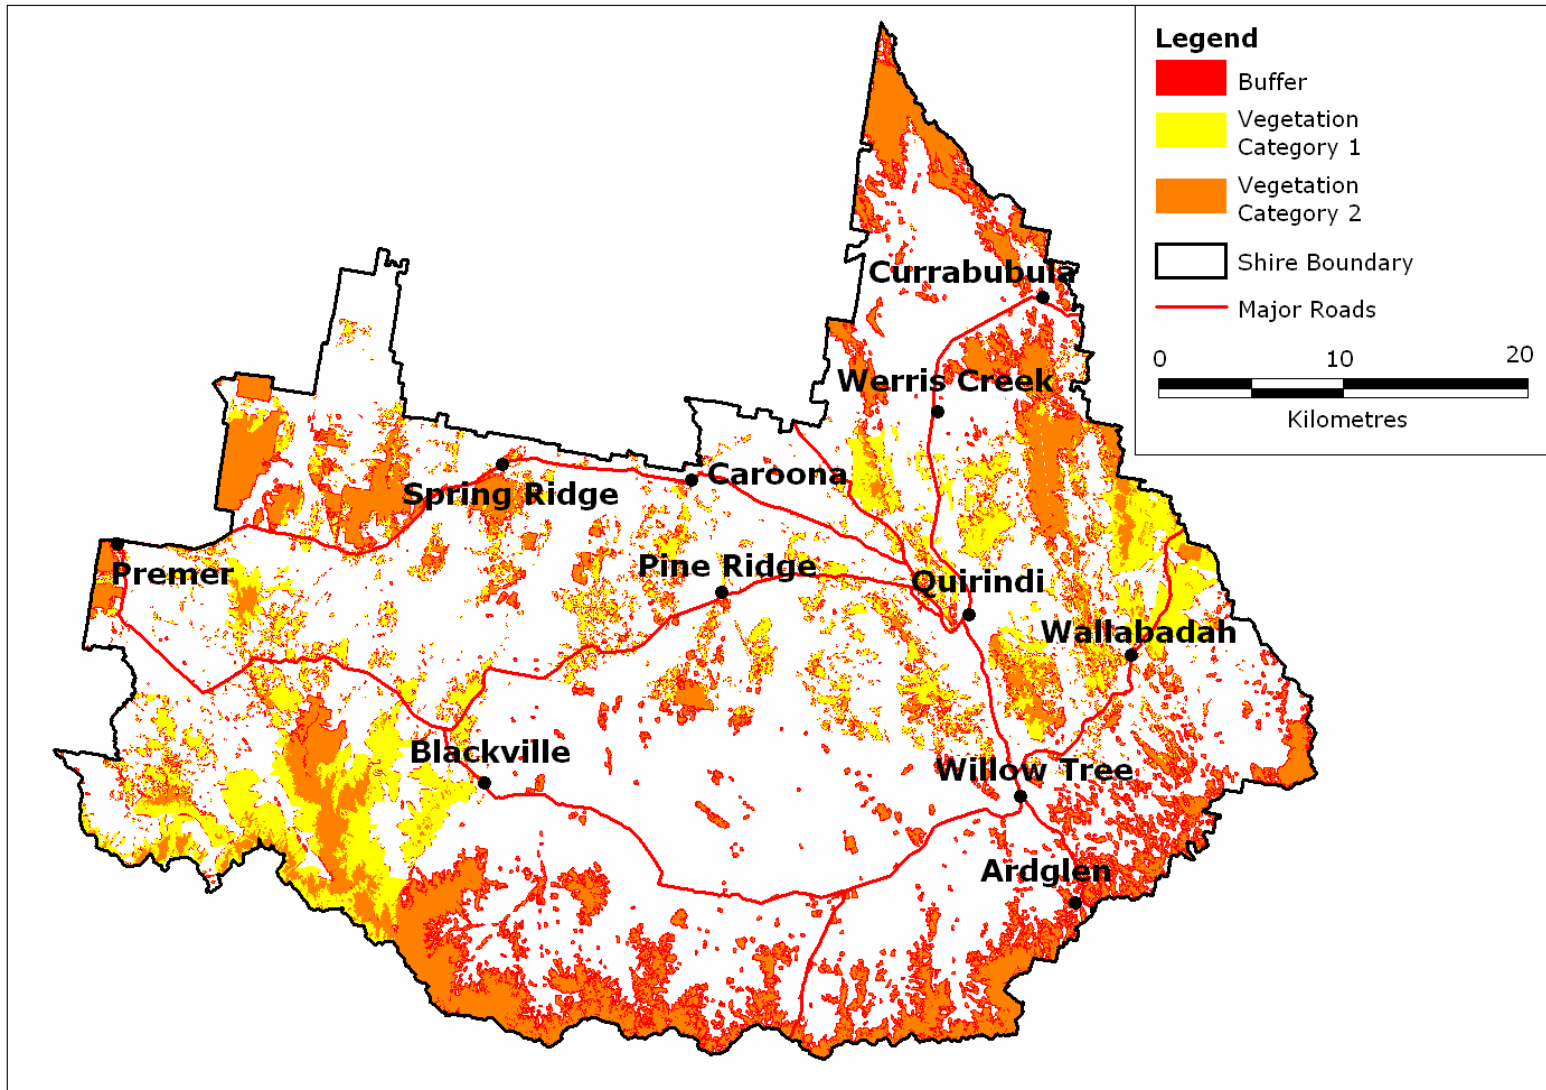 Legend
Buffer
Vegetation
Category 1
Vegetation
Category 2
Shire Boundary
Major Roads
0 10 20
Kilometres
Currabubula
Werris Creek
Caroona
Spring Ridge
Pine Ridge
Premer
Quirindi
Wallabadah
Blackville
Willow Tree
Ardglen